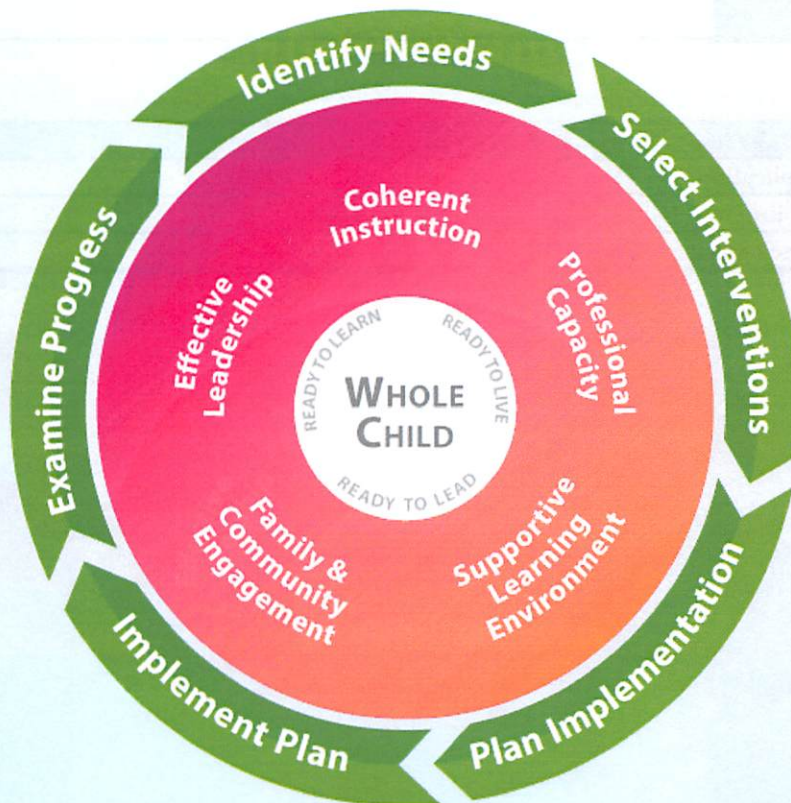 Identify Needs
Select Interventions
Plan Implementation
Implement Plan
Examine Progress
Coherent
Instruction
Professional
Capacity
Supportive
Learning
Environment
Family &
Community
Engagement
Effective
Leadership
READY TO LEARN
READY TO LIVE
READY TO LEAD
WHOLE
CHILD